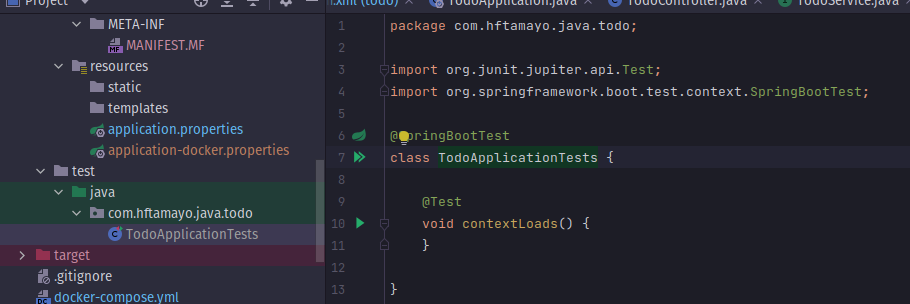 Project
META-INF
MANIFEST.MF
resources
static
templates
application.properties
application-docker.properties
test
java
com.hftamayo.java.todo
TodoApplicationTests
target
.gitignore
docker-compose.yml
.xml (todo)
TodoApplication.java
TodoController.java
TodoService.java
1 package com.hftamayo.java.todo;
2
3 import org.junit.jupiter.api.Test;
4 import org.springframework.boot.test.context.SpringBootTest;
5
6 @SpringBootTest
7 class TodoApplicationTests {
8
9 @Test
10 void contextLoads() {
11 }
12
13 }